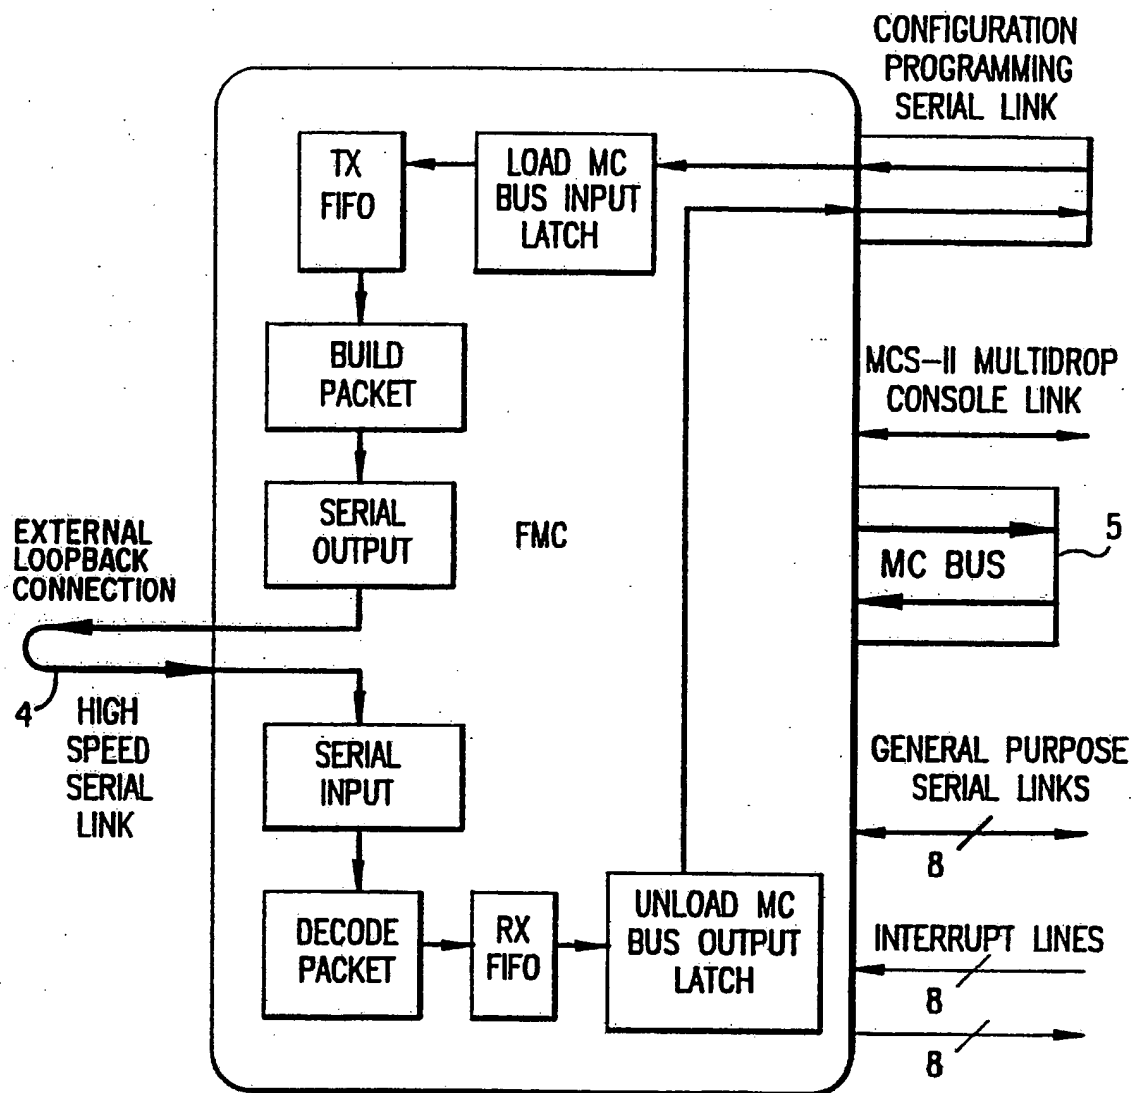 CONFIGURATION
PROGRAMMING
SERIAL LINK
TX
FIFO
LOAD MC
BUS INPUT
LATCH
BUILD
PACKET
MCS-II MULTIDROP
CONSOLE LINK
SERIAL
OUTPUT
FMC
EXTERNAL
LOOPBACK
CONNECTION
MC BUS
5
4
HIGH
SPEED
SERIAL
LINK
SERIAL
INPUT
GENERAL PURPOSE
SERIAL LINKS
8
DECODE
PACKET
RX
FIFO
UNLOAD MC
BUS OUTPUT
LATCH
INTERRUPT LINES
8
8